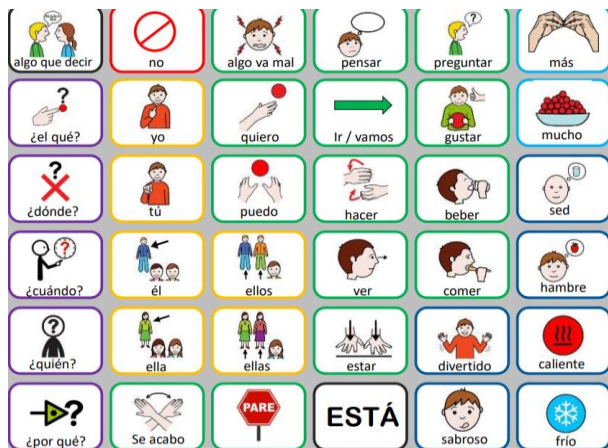 algo que decir
no
algo va mal
pensar
preguntar
más
¿el qué?
yo
quiero
Ir / vamos
gustar
mucho
¿dónde?
tú
puedo
hacer
beber
sed
¿cuándo?
él
ellos
ver
comer
hambre
¿quién?
ella
ellas
estar
divertido
caliente
¿por qué?
Se acabo
PARE
ESTÁ
sabroso
frío